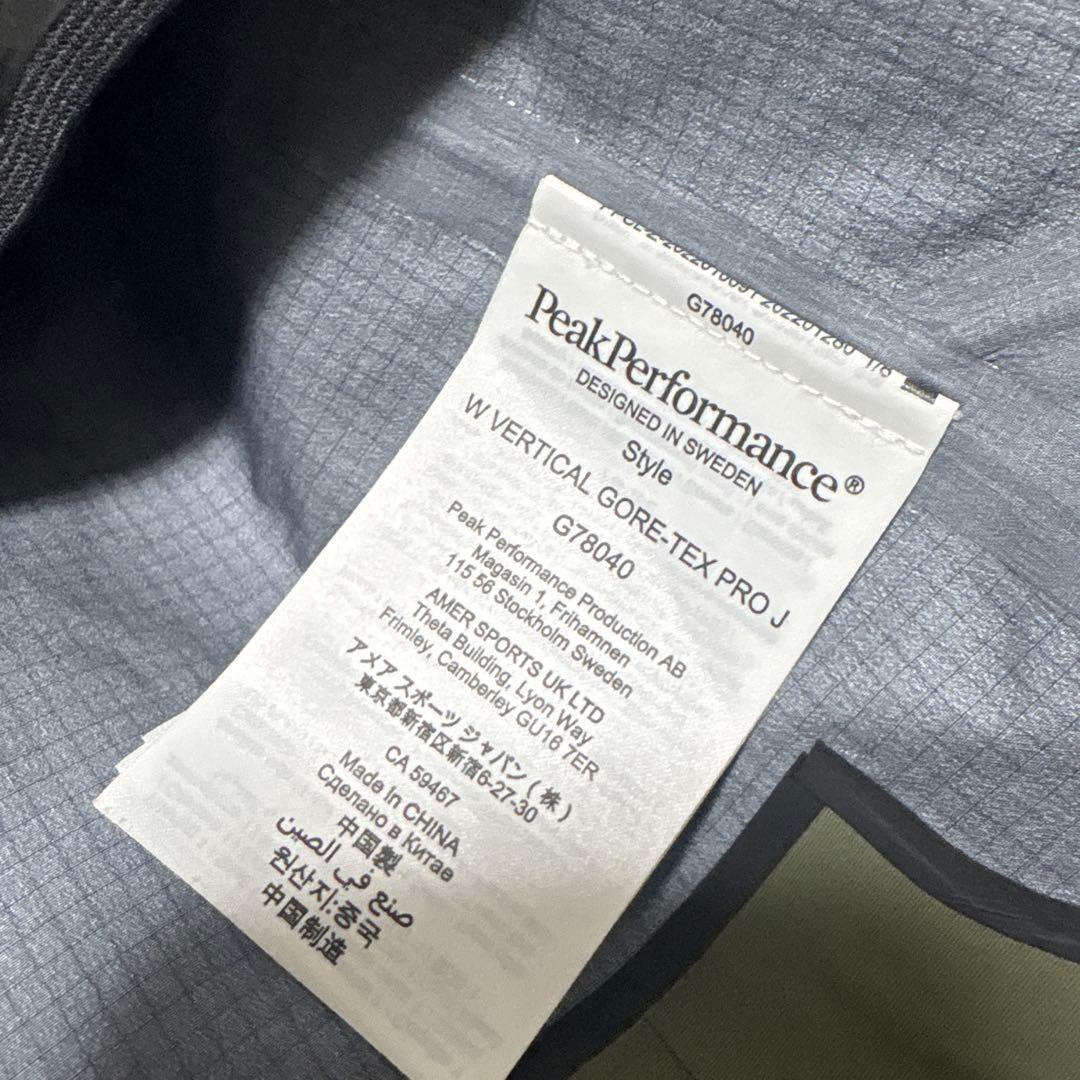 G78040
PeakPerformance®
DESIGNED IN SWEDEN
Style
W VERTICAL GORE-TEX PRO J
G78040
Peak Performance Production AB
Magasin 1, Frihamnen
115 56 Stockholm Sweden
AMER SPORTS UK LTD
Theta Building, Lyon Way
Frimley, Camberley GU16 7ER
アメア スポーツ ジャパン ( 株 )
東京都新宿区新宿6-27-30
CA 59467
Made in CHINA
Сделано в Китае
中国製
صنع في الصين
원산지:중국
中国制造